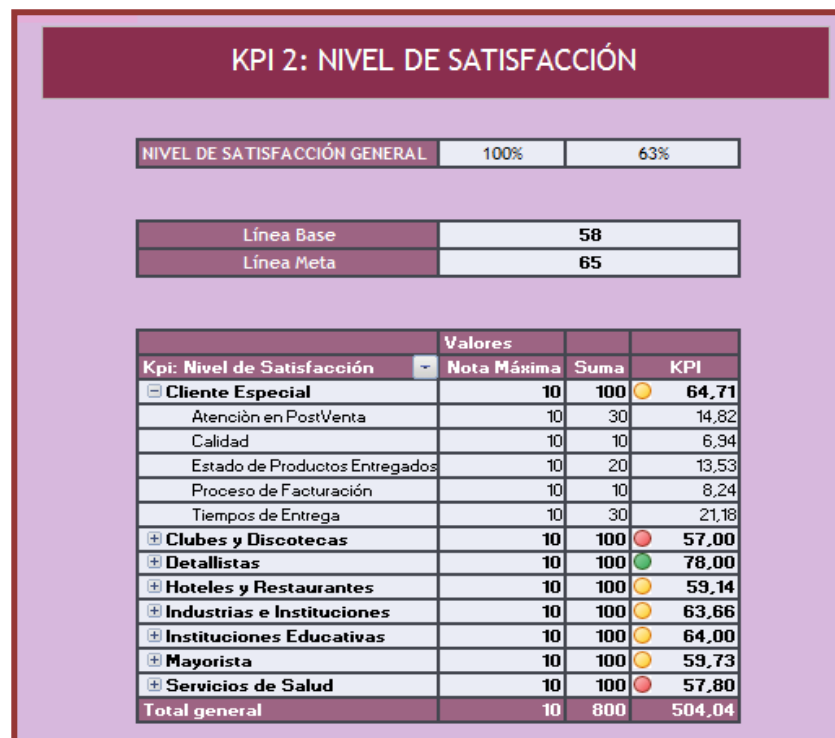 KPI 2: NIVEL DE SATISFACCIÓN
NIVEL DE SATISFACCIÓN GENERAL 100% 63%
Línea Base 58
Línea Meta 65
Valores
Kpi: Nivel de Satisfacción Nota Máxima Suma KPI
Cliente Especial 10 100 64,71
Atenciòn en PostVenta 10 30 14,82
Calidad 10 10 6,94
Estado de Productos Entregados 10 20 13,53
Proceso de Facturación 10 10 8,24
Tiempos de Entrega 10 30 21,18
Clubes y Discotecas 10 100 57,00
Detallistas 10 100 78,00
Hoteles y Restaurantes 10 100 59,14
Industrias e Instituciones 10 100 63,66
Instituciones Educativas 10 100 64,00
Mayorista 10 100 59,73
Servicios de Salud 10 100 57,80
Total general 10 800 504,04